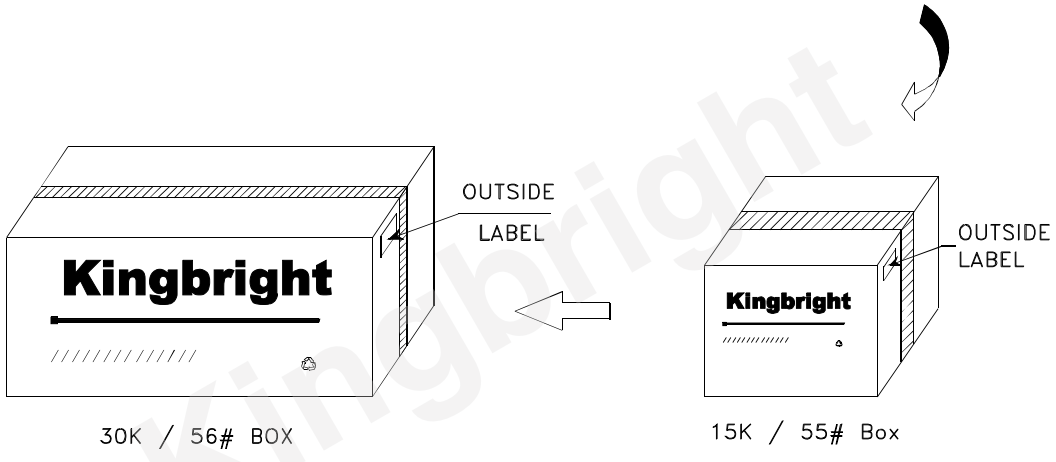 OUTSIDE
LABEL
Kingbright
30K / 56# BOX
OUTSIDE
LABEL
Kingbright
15K / 55# Box
Kingbright